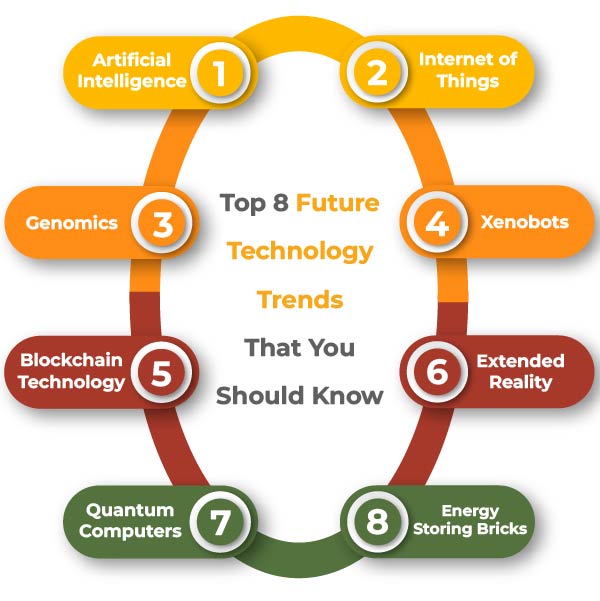 Top 8 Future
Technology
Trends
That You
Should Know
Artificial
Intelligence
1
2
Internet of
Things
Genomics
3
4
Xenobots
Blockchain
Technology
5
6
Extended
Reality
Quantum
Computers
7
8
Energy
Storing Bricks